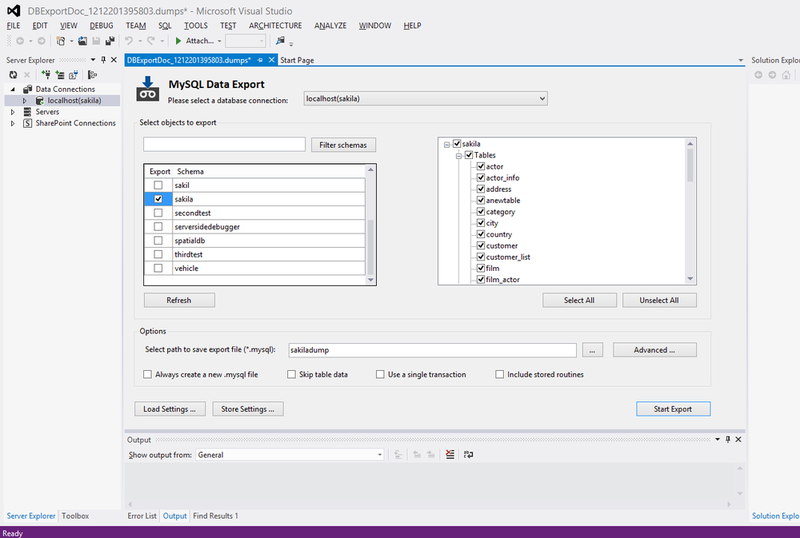 DBExportDoc_1212201395803.dumps* - Microsoft Visual Studio
FILE EDIT VIEW DEBUG TEAM SQL TOOLS TEST ARCHITECTURE ANALYZE WINDOW HELP
Attach...
Server Explorer
DBExportDoc_1212201395803.dumps*
Start Page
Solution Explo
Data Connections
localhost(sakila)
Servers
SharePoint Connections
MySQL Data Export
Please select a database connection:
localhost(sakila)
Select objects to export
Filter schemas
Export Schema
sakil
sakila
secondtest
serversidedebugger
spatialdb
thirdtest
vehicle
Refresh
sakila
Tables
actor
actor_info
address
anewtable
category
city
country
customer
customer_list
film
film_actor
Select All
Unselect All
Options
Select path to save export file (*.mysql):
sakiladump
...
Advanced ...
Always create a new .mysql file
Skip table data
Use a single transaction
Include stored routines
Load Settings ...
Store Settings ...
Start Export
Output
Show output from:
General
Server Explorer Toolbox
Error List Output Find Results 1
Solution Explo
Ready